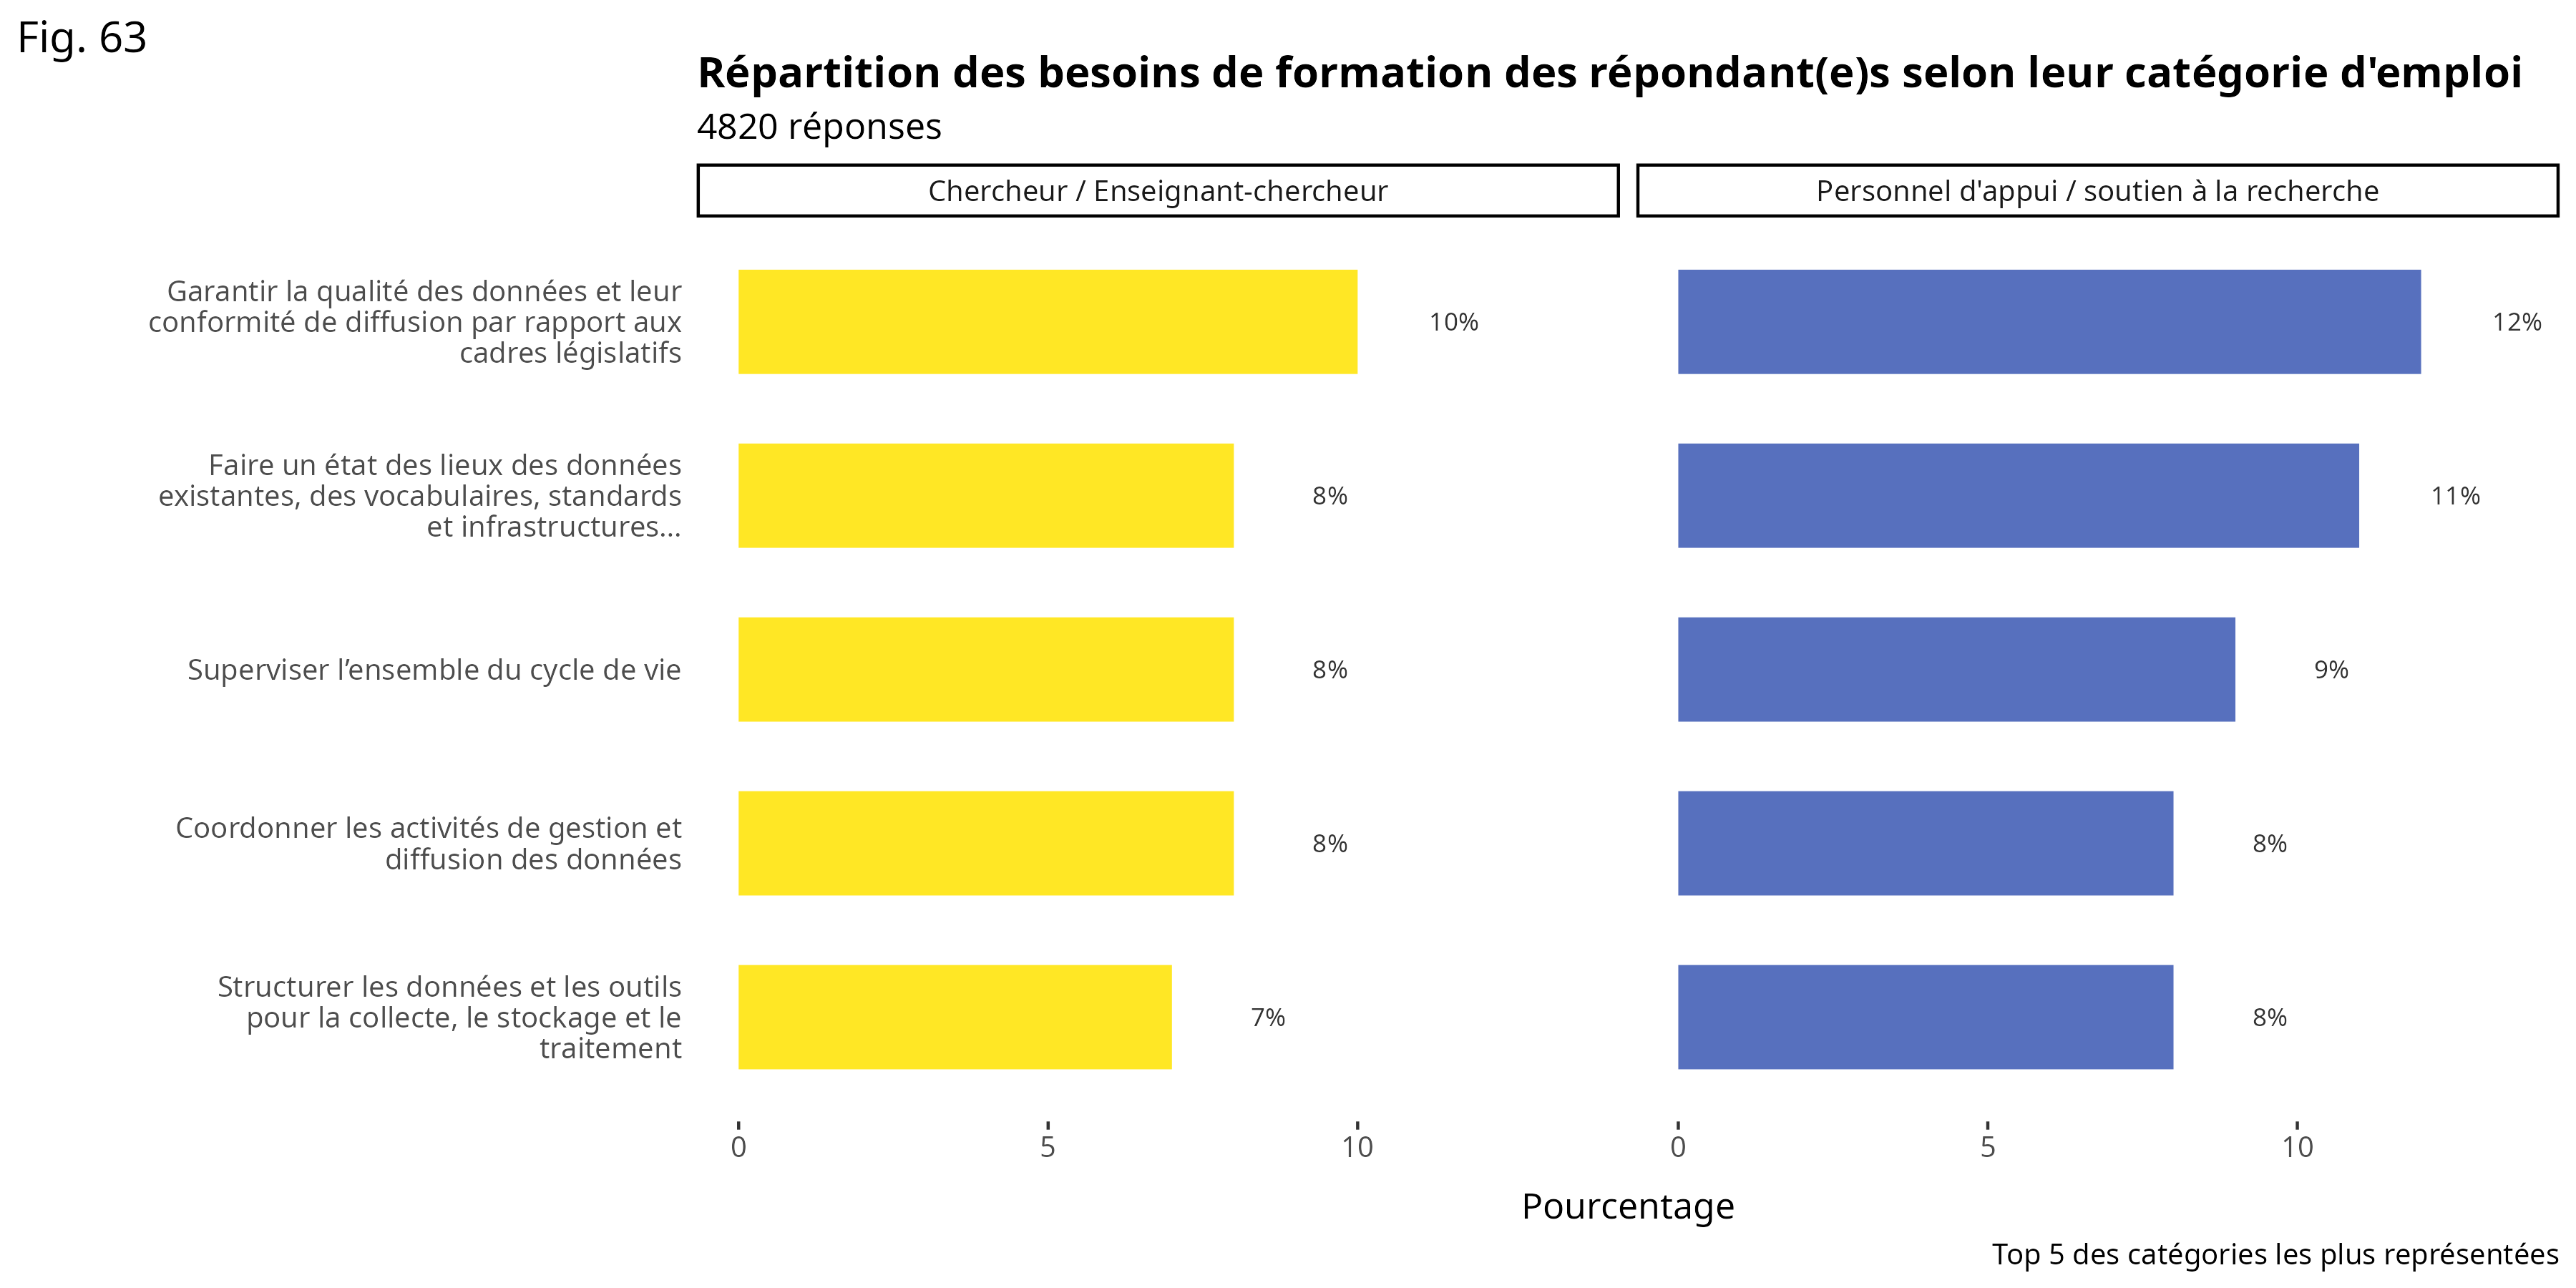 Fig. 63
Répartition des besoins de formation des répondant(e)s selon leur catégorie d'emploi
4820 réponses
Chercheur / Enseignant-chercheur
Personnel d'appui / soutien à la recherche
Garantir la qualité des données et leur
conformité de diffusion par rapport aux
cadres législatifs
10%
12%
Faire un état des lieux des données
existantes, des vocabulaires, standards
et infrastructures...
8%
11%
Superviser l’ensemble du cycle de vie
8%
9%
Coordonner les activités de gestion et
diffusion des données
8%
8%
Structurer les données et les outils
pour la collecte, le stockage et le
traitement
7%
8%
0 5 10
0 5 10
Pourcentage
Top 5 des catégories les plus représentées